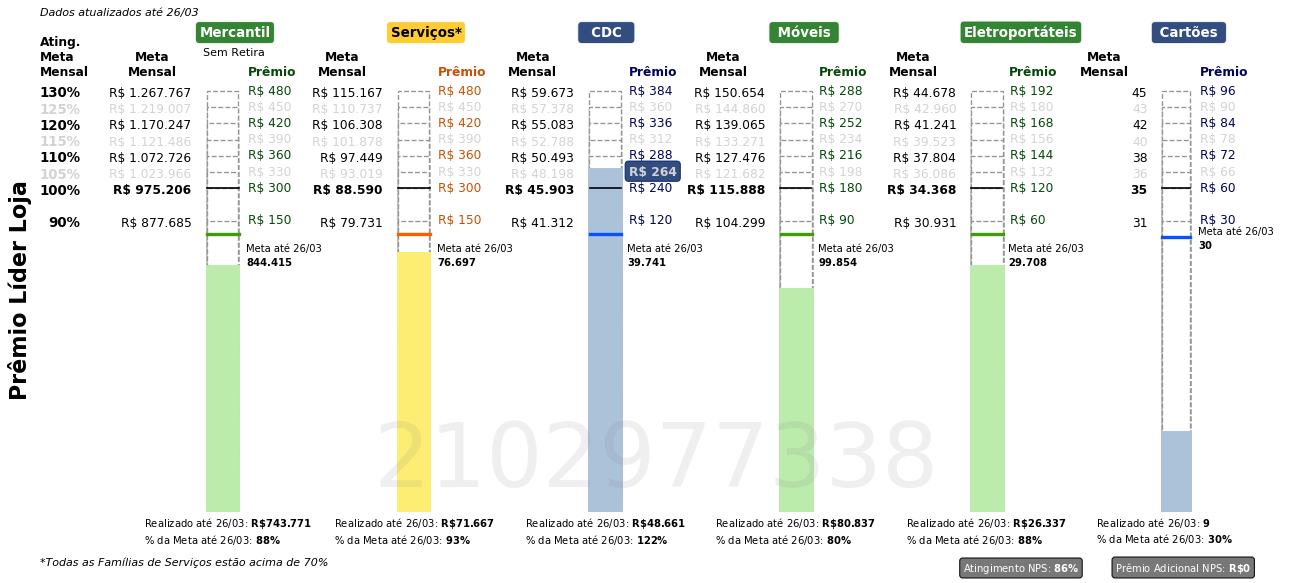 Dados atualizados até 26/03
Mercantil Serviços* CDC Móveis Eletroportáteis Cartões
Sem Retira
Ating. Meta Mensal
Meta Mensal Prêmio Meta Mensal Prêmio Meta Mensal Prêmio Meta Mensal Prêmio Meta Mensal Prêmio Meta Mensal Prêmio
130% R$ 1.267.767 R$ 480 R$ 115.167 R$ 480 R$ 59.673 R$ 384 R$ 150.654 R$ 288 R$ 44.678 R$ 192 45 R$ 96
125% R$ 1.219.007 R$ 450 R$ 110.737 R$ 450 R$ 57.378 R$ 360 R$ 144.860 R$ 270 R$ 42.960 R$ 180 43 R$ 90
120% R$ 1.170.247 R$ 420 R$ 106.308 R$ 420 R$ 55.083 R$ 336 R$ 139.065 R$ 252 R$ 41.241 R$ 168 42 R$ 84
115% R$ 1.121.486 R$ 390 R$ 101.878 R$ 390 R$ 52.788 R$ 312 R$ 133.271 R$ 234 R$ 39.523 R$ 156 40 R$ 78
110% R$ 1.072.726 R$ 360 R$ 97.449 R$ 360 R$ 50.493 R$ 288 R$ 127.476 R$ 216 R$ 37.804 R$ 144 38 R$ 72
105% R$ 1.023.966 R$ 330 R$ 93.019 R$ 330 R$ 48.198 R$ 264 R$ 121.682 R$ 198 R$ 36.086 R$ 132 36 R$ 66
100% R$ 975.206 R$ 300 R$ 88.590 R$ 300 R$ 45.903 R$ 240 R$ 115.888 R$ 180 R$ 34.368 R$ 120 35 R$ 60
90% R$ 877.685 R$ 150 R$ 79.731 R$ 150 R$ 41.312 R$ 120 R$ 104.299 R$ 90 R$ 30.931 R$ 60 31 R$ 30
Meta até 26/03 Meta até 26/03 Meta até 26/03 Meta até 26/03 Meta até 26/03 Meta até 26/03
844.415 76.697 39.741 99.854 29.708 30
Prêmio Líder Loja
2102977338
Realizado até 26/03: R$743.771 Realizado até 26/03: R$71.667 Realizado até 26/03: R$48.661 Realizado até 26/03: R$80.837 Realizado até 26/03: R$26.337 Realizado até 26/03: 9
% da Meta até 26/03: 88% % da Meta até 26/03: 93% % da Meta até 26/03: 122% % da Meta até 26/03: 80% % da Meta até 26/03: 88% % da Meta até 26/03: 30%
*Todas as Famílias de Serviços estão acima de 70%
Atingimento NPS: 86% Prêmio Adicional NPS: R$0